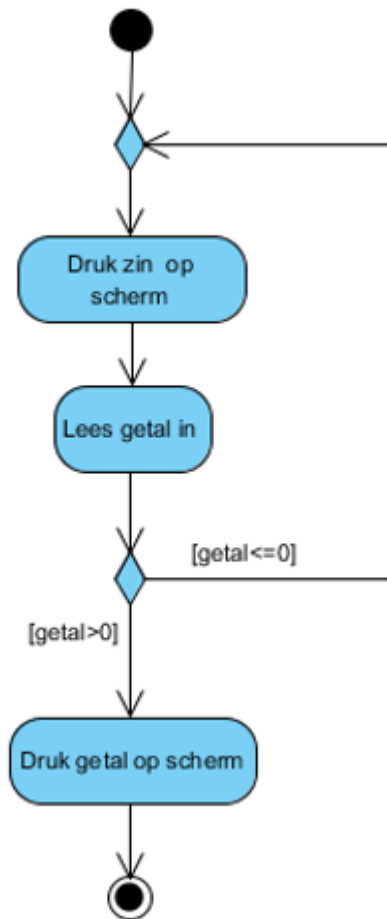 Druk zin op
scherm
Lees getal in
[getal<=0]
[getal>0]
Druk getal op scherm